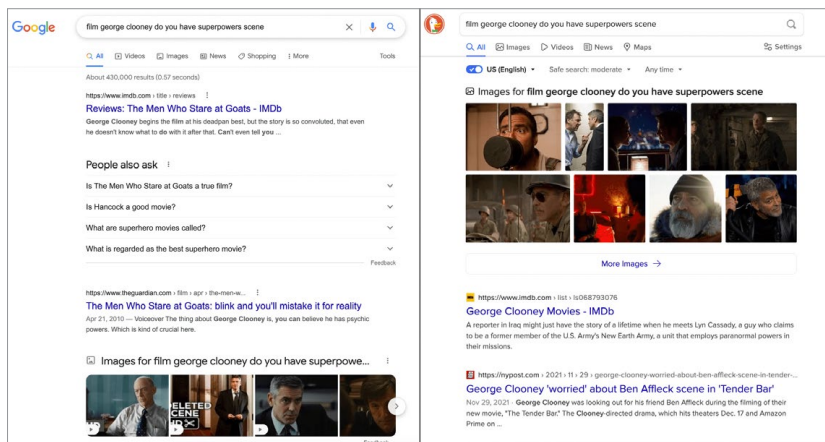 Google
film george clooney do you have superpowers scene
All Videos Images News Shopping More Tools
About 430,000 results (0.57 seconds)
https://www.imdb.com › title › reviews
Reviews: The Men Who Stare at Goats - IMDb
George Clooney begins the film at his deadpan best, but the story is so convoluted, that even
he doesn't know what to do with it after that. Can't even tell you ...
People also ask
Is The Men Who Stare at Goats a true film?
Is Hancock a good movie?
What are superhero movies called?
What is regarded as the best superhero movie?
Feedback
https://www.theguardian.com › film › apr › the-men-w...
The Men Who Stare at Goats: blink and you'll mistake it for reality
Apr 21, 2010 — Voiceover The thing about George Clooney is, you can believe he has psychic
powers. Which is kind of crucial here.
Images for film george clooney do you have superpowe...
DELETED
SCENE
film george clooney do you have superpowers scene
All Images Videos News Maps Settings
US (English) Safe search: moderate Any time
Images for film george clooney do you have superpowers scene
More Images →
https://www.imdb.com › list › ls068793076
George Clooney Movies - IMDb
A reporter in Iraq might just have the story of a lifetime when he meets Lyn Cassady, a guy who claims
to be a former member of the U.S. Army's New Earth Army, a unit that employs paranormal powers in
their missions.
https://nypost.com › 2021 › 11 › 29 › george-clooney-worried-about-ben-affleck-scene-in-tender-...
George Clooney 'worried' about Ben Affleck scene in 'Tender Bar'
Nov 29, 2021 · George Clooney was looking out for his friend Ben Affleck during the filming of their
new movie, "The Tender Bar." The Clooney-directed drama, which hits theaters Dec. 17 and Amazon
Prime on ...